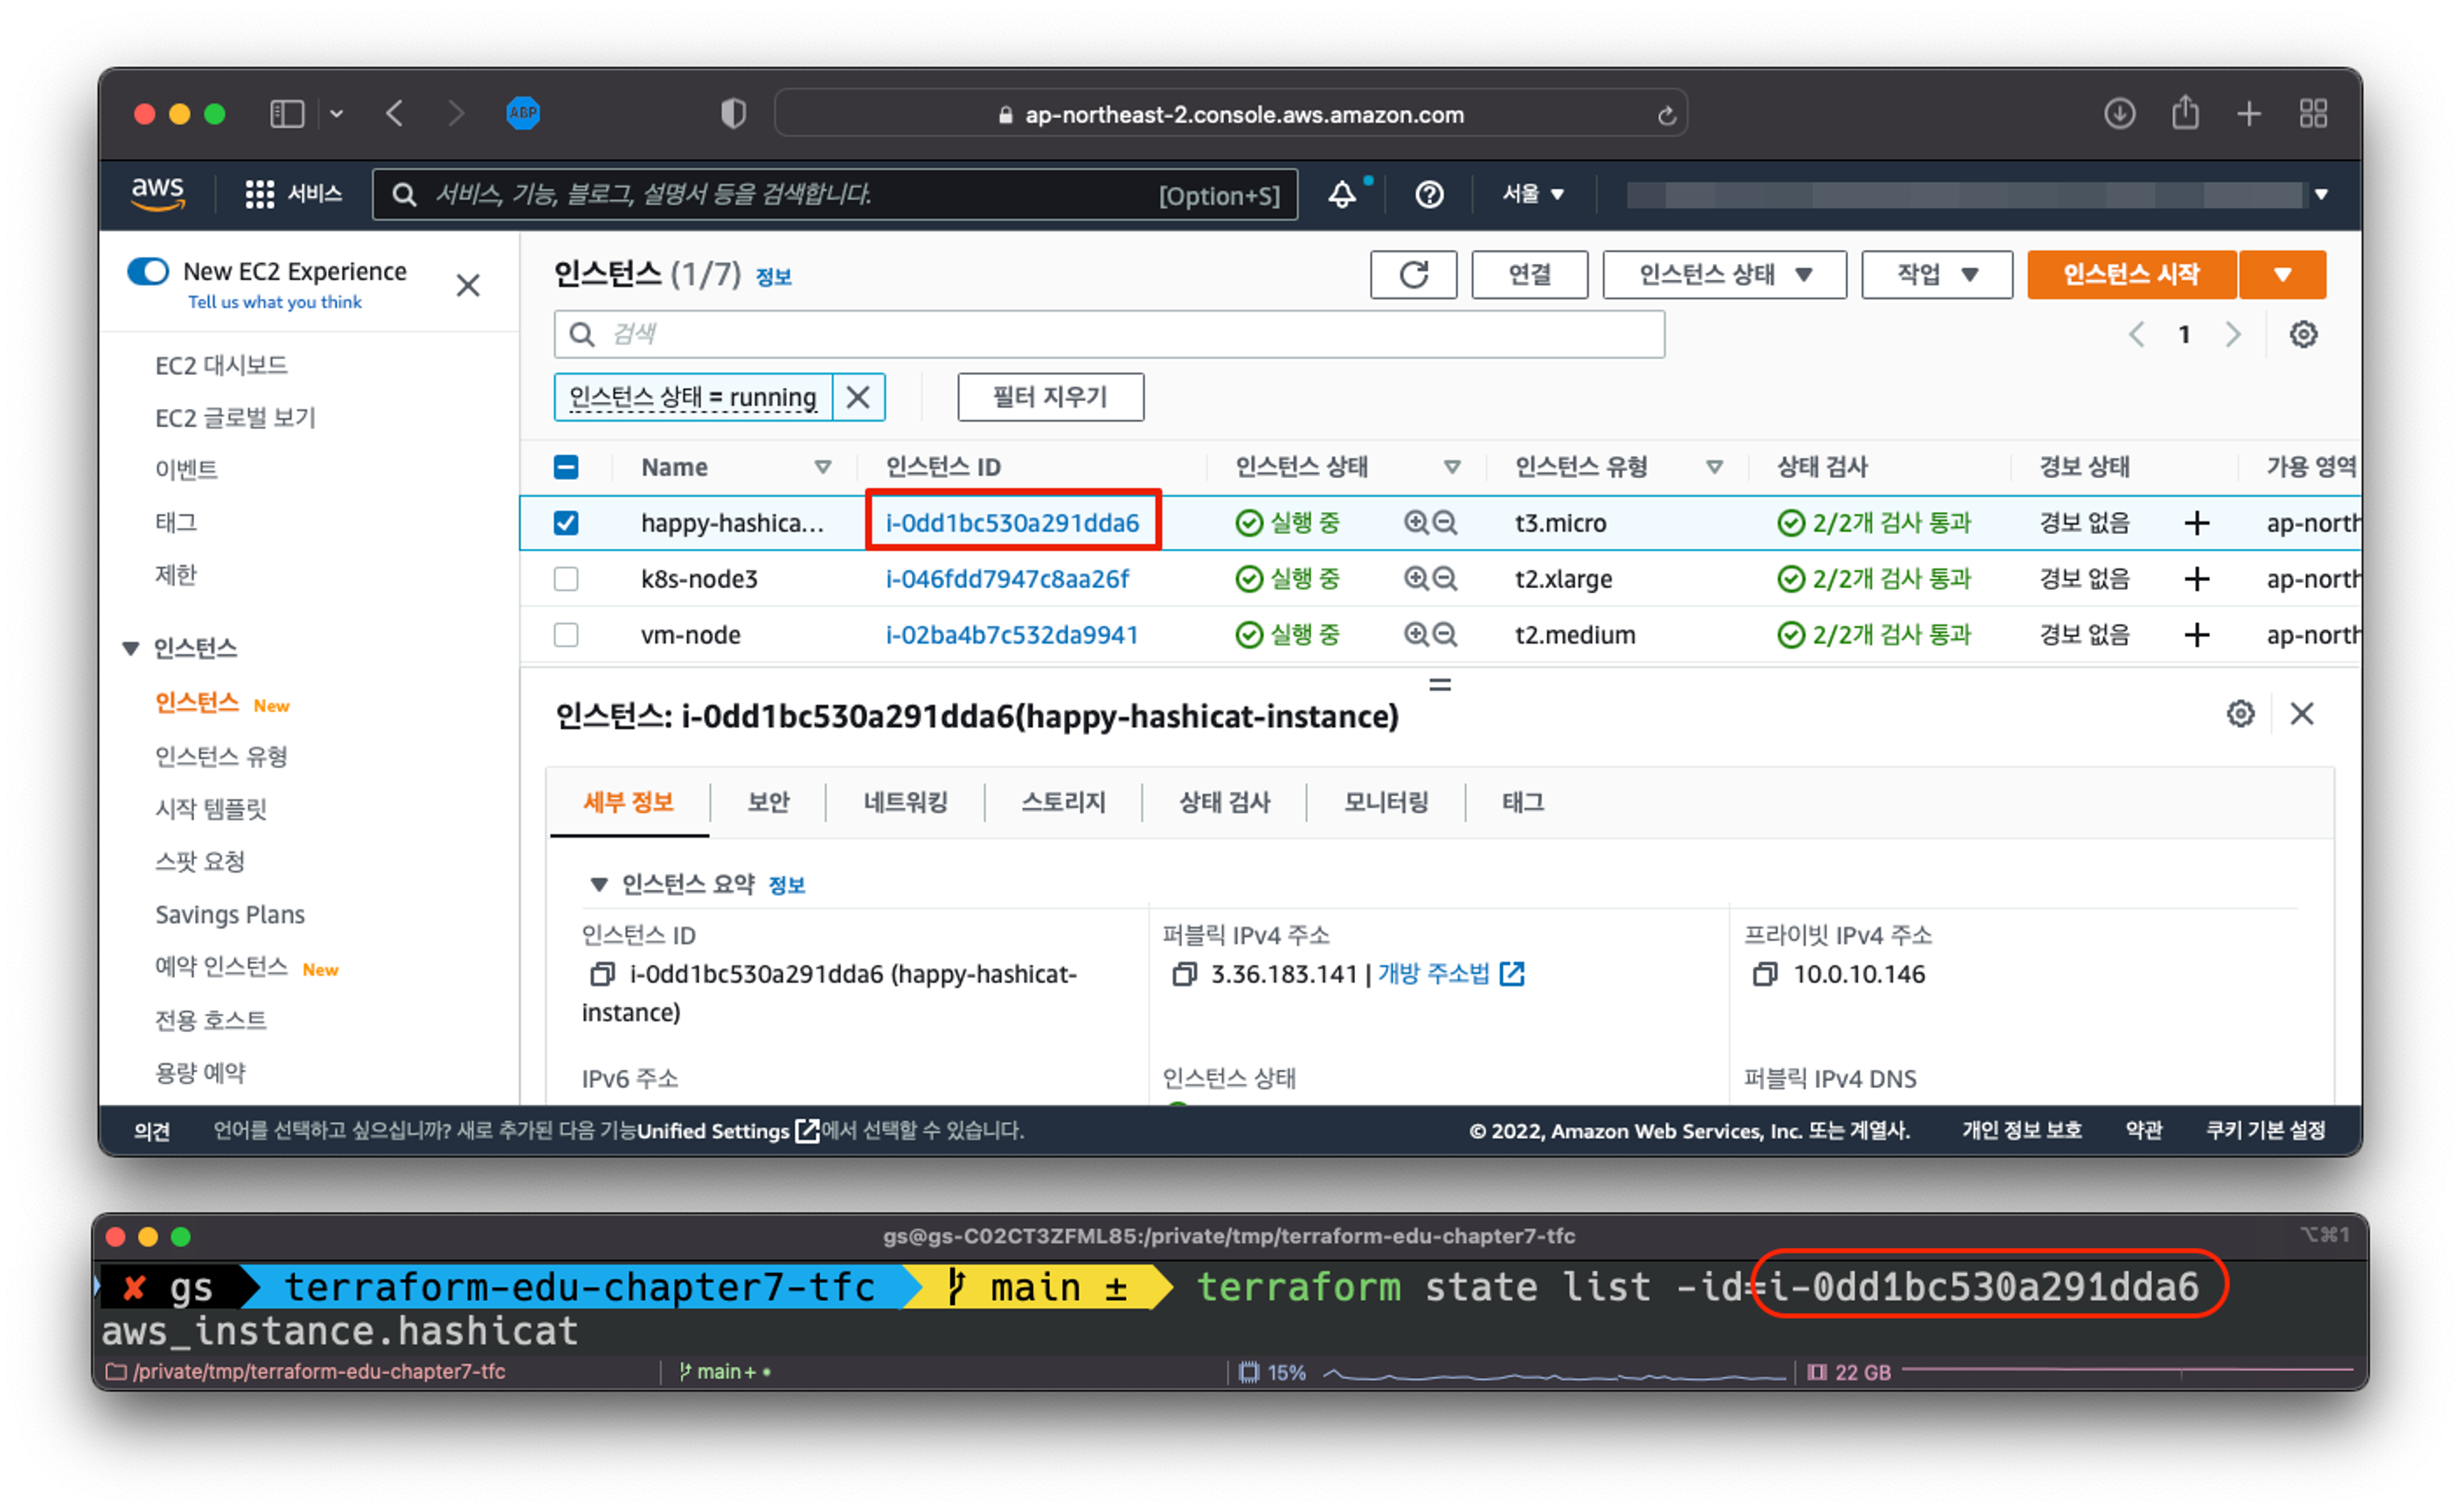 ABP
ap-northeast-2.console.aws.amazon.com
aws
서비스
서비스, 기능, 블로그, 설명서 등을 검색합니다.
[Option+S]
서울
New EC2 Experience
Tell us what you think
EC2 대시보드
EC2 글로벌 보기
이벤트
태그
제한
인스턴스
인스턴스 New
인스턴스 유형
시작 템플릿
스팟 요청
Savings Plans
예약 인스턴스 New
전용 호스트
용량 예약
인스턴스 (1/7) 정보
연결
인스턴스 상태
작업
인스턴스 시작
검색
1
인스턴스 상태 = running
필터 지우기
Name 인스턴스 ID 인스턴스 상태 인스턴스 유형 상태 검사 경보 상태 가용 영역
happy-hashica... i-0dd1bc530a291dda6 실행 중 t3.micro 2/2개 검사 통과 경보 없음 + ap-north
k8s-node3 i-046fdd7947c8aa26f 실행 중 t2.xlarge 2/2개 검사 통과 경보 없음 + ap-north
vm-node i-02ba4b7c532da9941 실행 중 t2.medium 2/2개 검사 통과 경보 없음 + ap-north
인스턴스: i-0dd1bc530a291dda6(happy-hashicat-instance)
세부 정보 보안 네트워킹 스토리지 상태 검사 모니터링 태그
인스턴스 요약 정보
인스턴스 ID
i-0dd1bc530a291dda6 (happy-hashicat-
instance)
퍼블릭 IPv4 주소
3.36.183.141 | 개방 주소법
프라이빗 IPv4 주소
10.0.10.146
IPv6 주소
인스턴스 상태
퍼블릭 IPv4 DNS
의견 언어를 선택하고 싶으십니까? 새로 추가된 다음 기능Unified Settings에서 선택할 수 있습니다. © 2022, Amazon Web Services, Inc. 또는 계열사. 개인 정보 보호 약관 쿠키 기본 설정
gs@gs-C02CT3ZFML85:/private/tmp/terraform-edu-chapter7-tfc
⌥⌘1
✘ gs terraform-edu-chapter7-tfc main ± terraform state list -id=i-0dd1bc530a291dda6
aws_instance.hashicat
/private/tmp/terraform-edu-chapter7-tfc
main+•
15%
22 GB